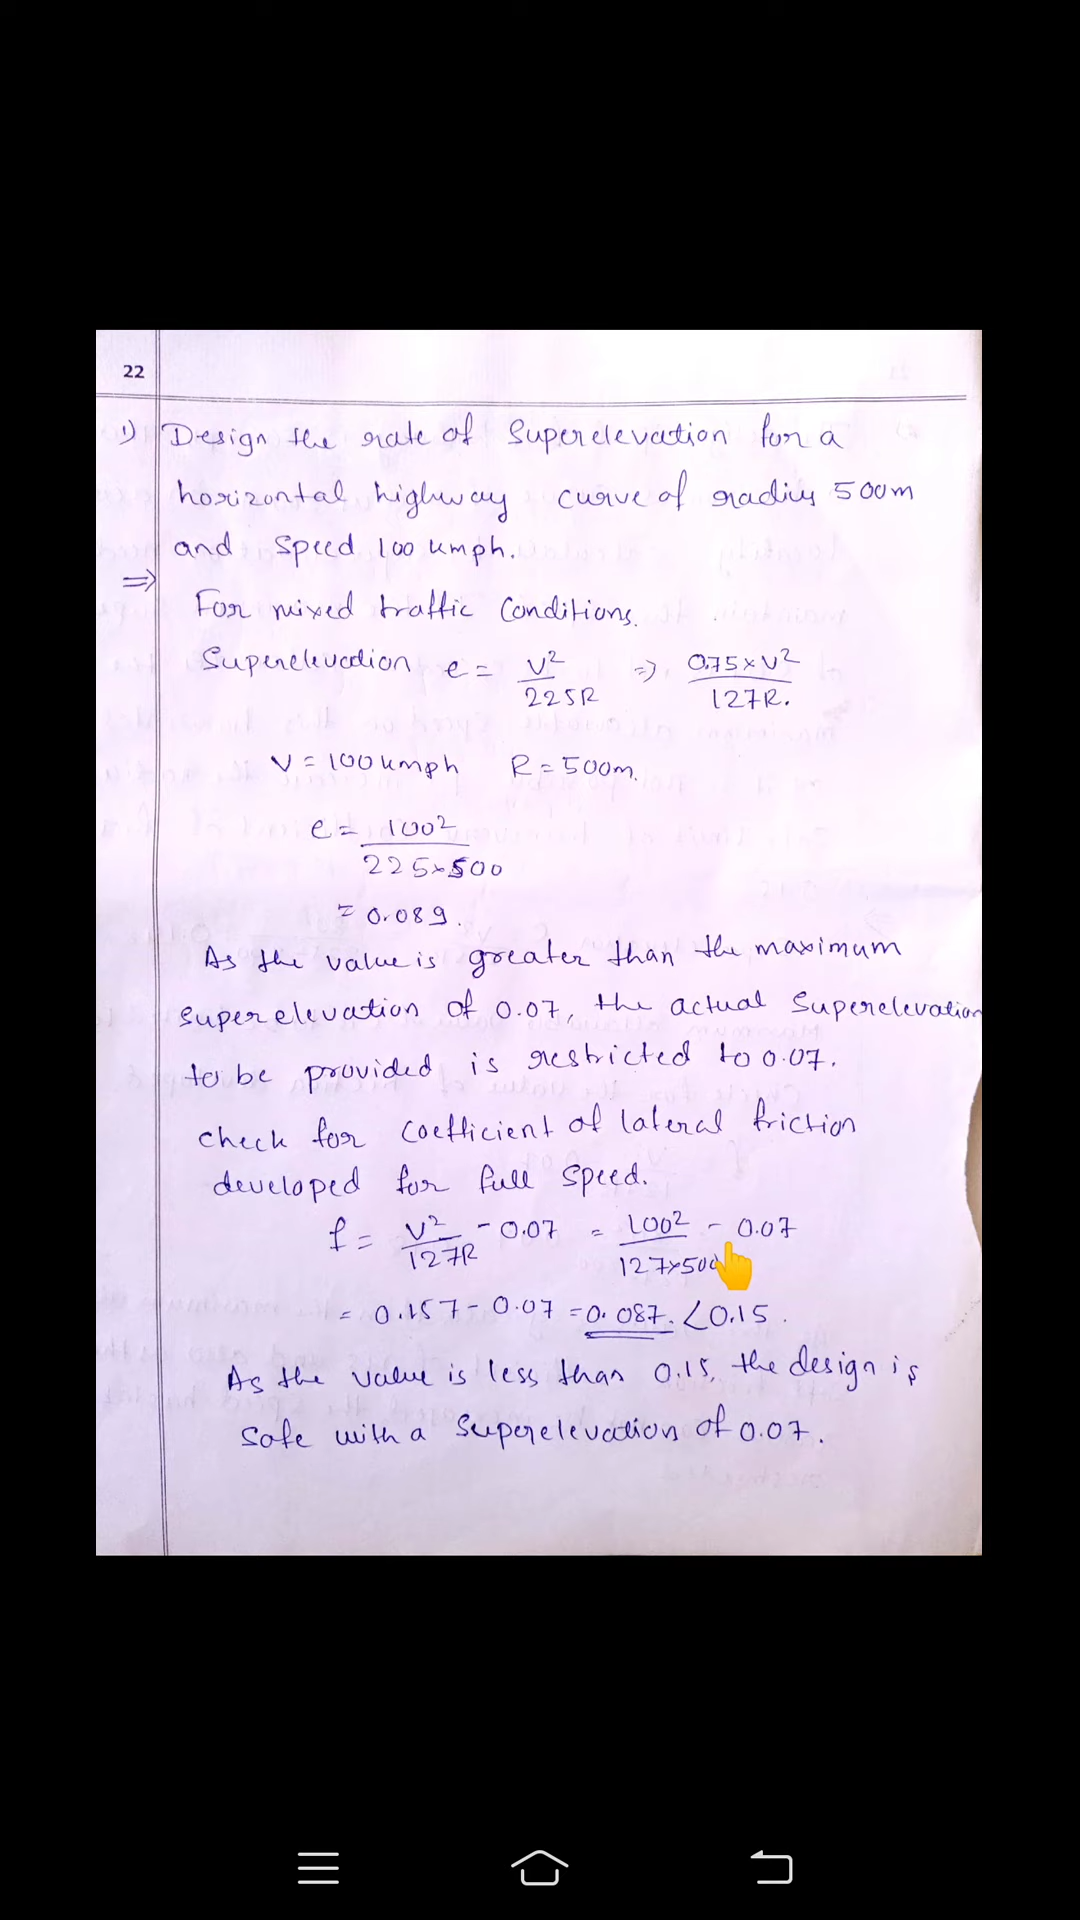 22
1) Design the rate of Superelevation for a
horizontal highway curve of radius 500m
and speed 100 kmph.
⇒
For mixed traffic conditions.
Superelevation e = V²/225R ⇒ 0.75×V²/127R.
V = 100 kmph R = 500m.
e = 100²/225×500
= 0.089.
As the value is greater than the maximum
superelevation of 0.07, the actual superelevation
to be provided is restricted to 0.07.
check for coefficient of lateral friction
developed for full speed.
f = V²/127R - 0.07 = 100²/127×500 - 0.07
= 0.157 - 0.07 = 0.087. < 0.15.
As the value is less than 0.15, the design is
Safe with a Superelevation of 0.07.